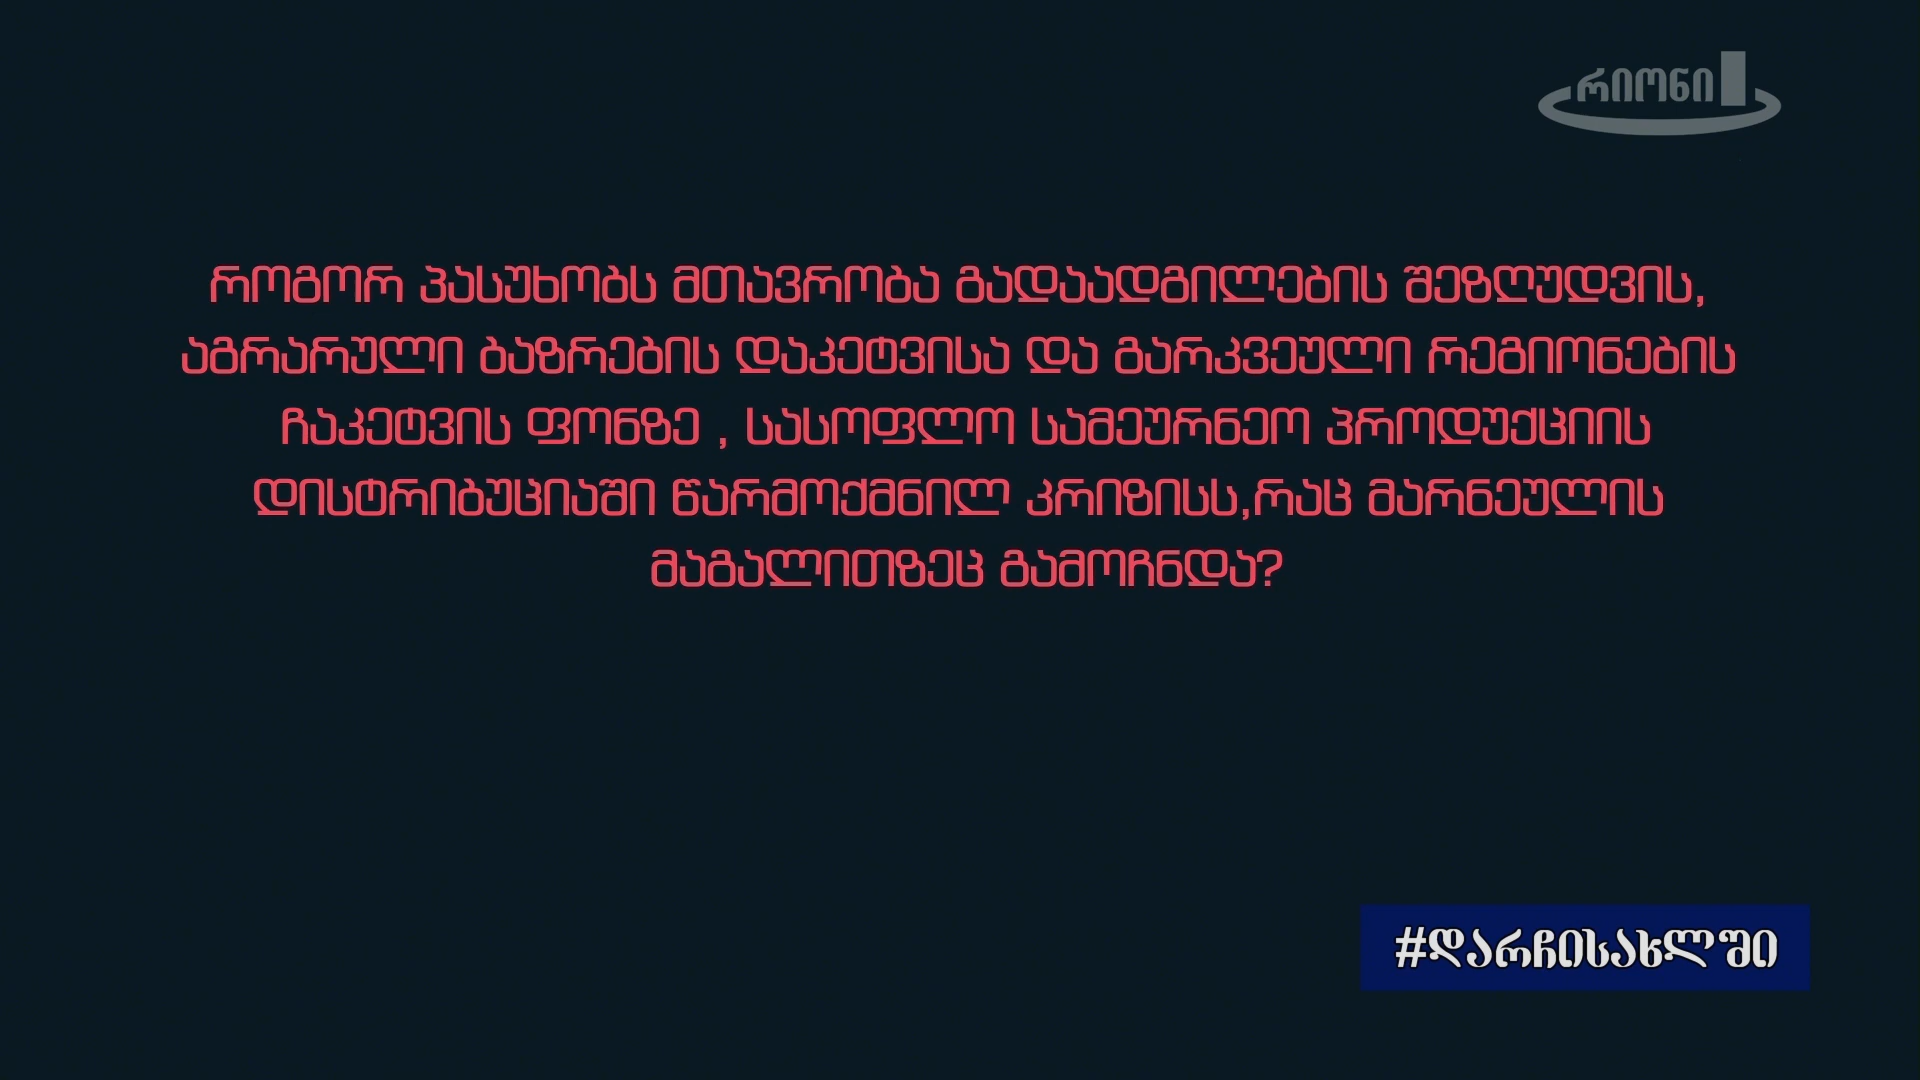 რიონი
როგორ პასუხობს მთავრობა გადაადგილების შეზღუდვის,
აგრარული ბაზრების დაკეტვისა და გარკვეული რეგიონების
ჩაკეტვის ფონზე , სასოფლო სამეურნეო პროდუქციის
დისტრიბუციაში წარმოქმნილ კრიზისს,რაც მარნეულის
მაგალითზეც გამოჩნდა?
#დარჩისახლში